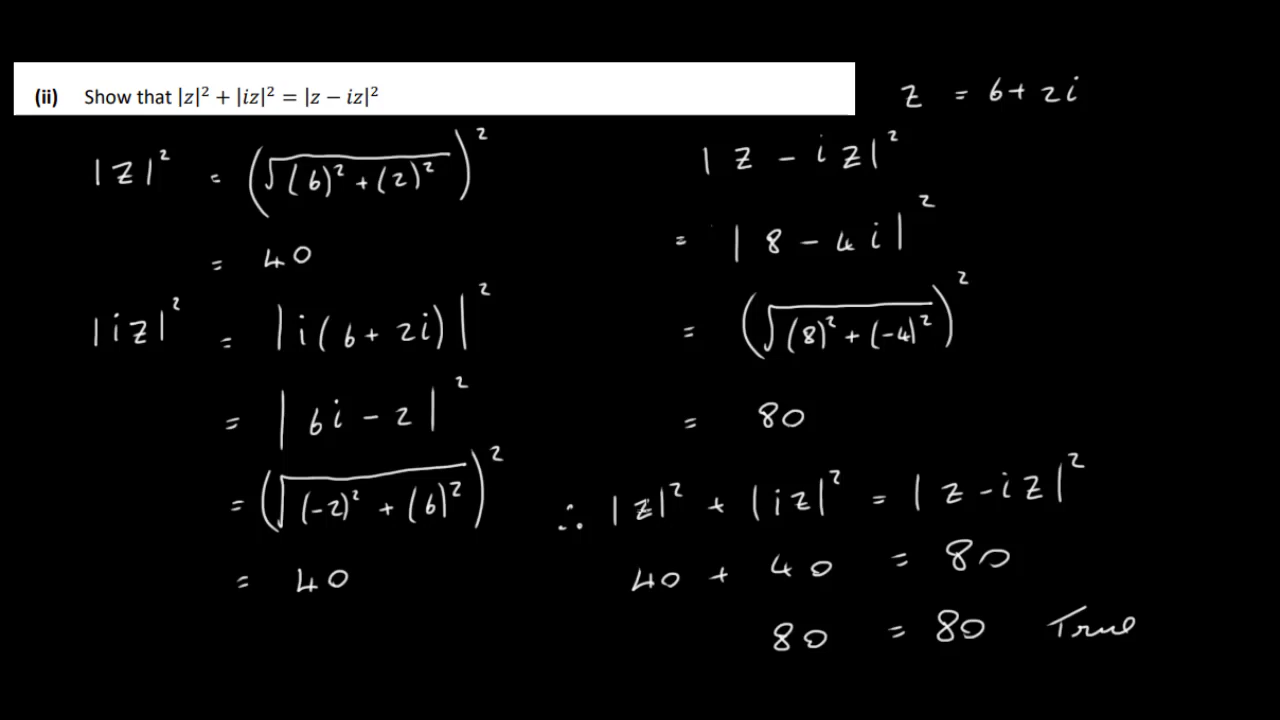 (ii) Show that |z|² + |iz|² = |z − iz|²
z = 6+2i
|z|² = (√(6)² + (2)²)²
= 40
|iz|² = |i(6+2i)|²
= |6i − 2|²
= (√(-2)² + (6)²)²
= 40
|z − iz|²
= |8 − 4i|²
= (√(8)² + (-4)²)²
= 80
∴ |z|² + |iz|² = |z − iz|²
40 + 40 = 80
80 = 80 True